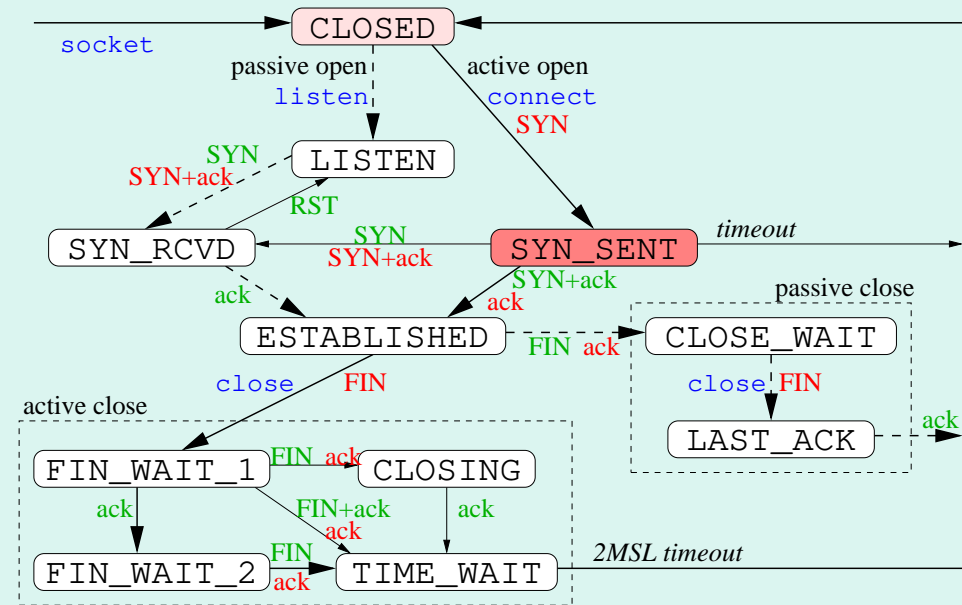 CLOSED
socket
passive open
active open
listen
connect
SYN
LISTEN
SYN
SYN+ack
RST
SYN_RCVD
SYN
SYN+ack
SYN_SENT
timeout
ack
SYN+ack
ack
passive close
ESTABLISHED
FIN ack
CLOSE_WAIT
close FIN
close FIN
active close
LAST_ACK
ack
FIN_WAIT_1
FIN ack
CLOSING
ack
FIN+ack
ack
ack
FIN_WAIT_2
FIN
ack
TIME_WAIT
2MSL timeout